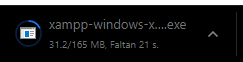 xampp-windows-x....exe
31.2/165 MB, Faltan 21 s.